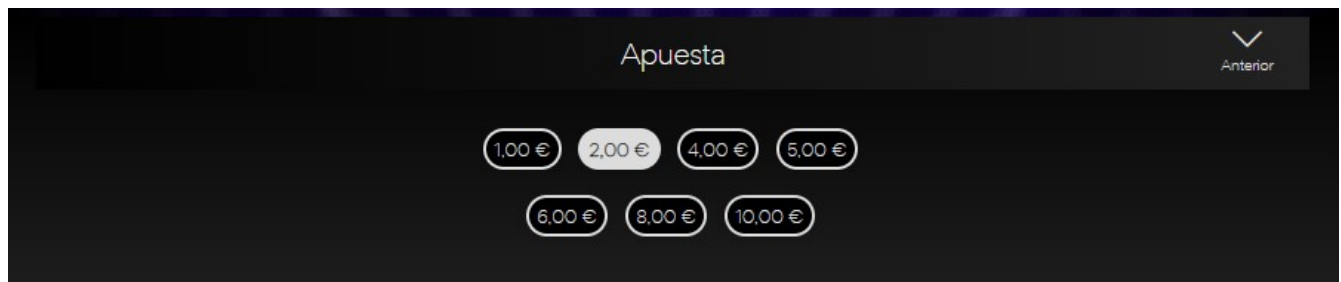 Apuesta
Anterior
1,00 € 2,00 € 4,00 € 5,00 €
6,00 € 8,00 € 10,00 €